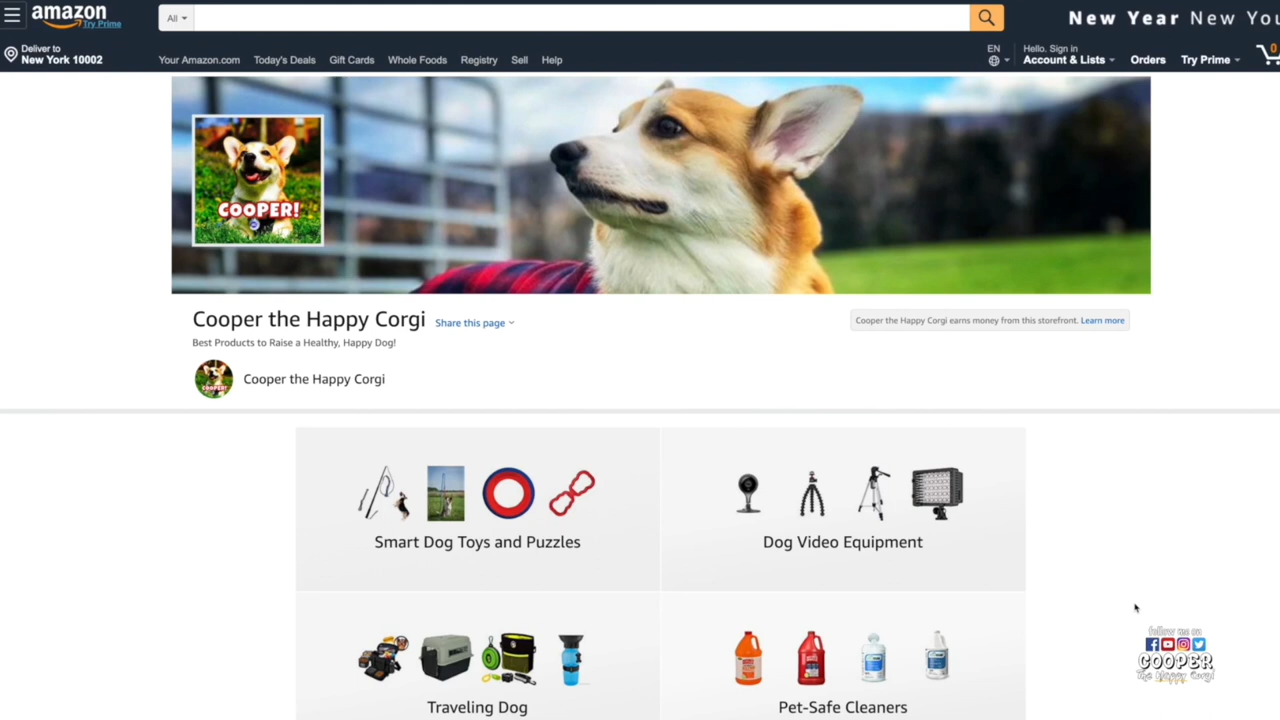 amazon
Try Prime
All
New Year New You
Deliver to
New York 10002
Your Amazon.com
Today's Deals
Gift Cards
Whole Foods
Registry
Sell
Help
EN
Hello. Sign in
Account & Lists
Orders
Try Prime
0
COOPER!
Cooper the Happy Corgi
Share this page
Cooper the Happy Corgi earns money from this storefront. Learn more
Best Products to Raise a Healthy, Happy Dog!
Cooper the Happy Corgi
Smart Dog Toys and Puzzles
Dog Video Equipment
follow me on
COOPER
The Happy Corgi
Traveling Dog
Pet-Safe Cleaners